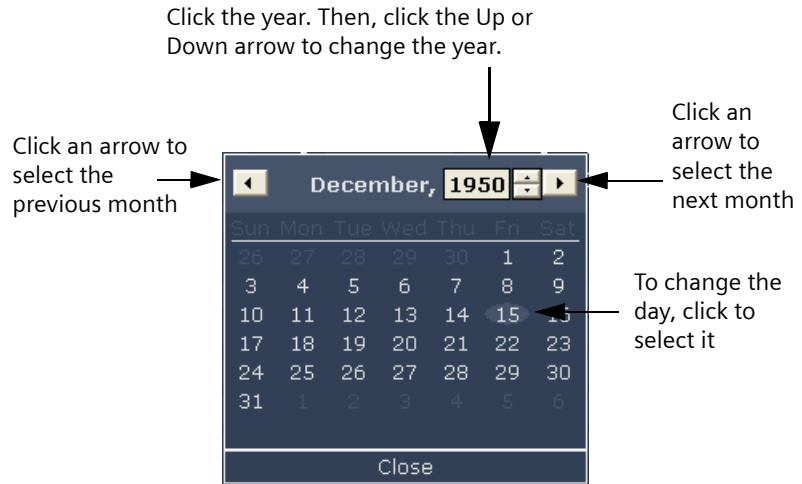 Click the year. Then, click the Up or
Down arrow to change the year.
Click an arrow to
select the
previous month
Click an
arrow to
select the
next month
December, 1950
Sun Mon Tue Wed Thu Fri Sat
26 27 28 29 30 1 2
3 4 5 6 7 8 9
10 11 12 13 14 15 16
17 18 19 20 21 22 23
24 25 26 27 28 29 30
31 1 2 3 4 5 6
To change the
day, click to
select it
Close